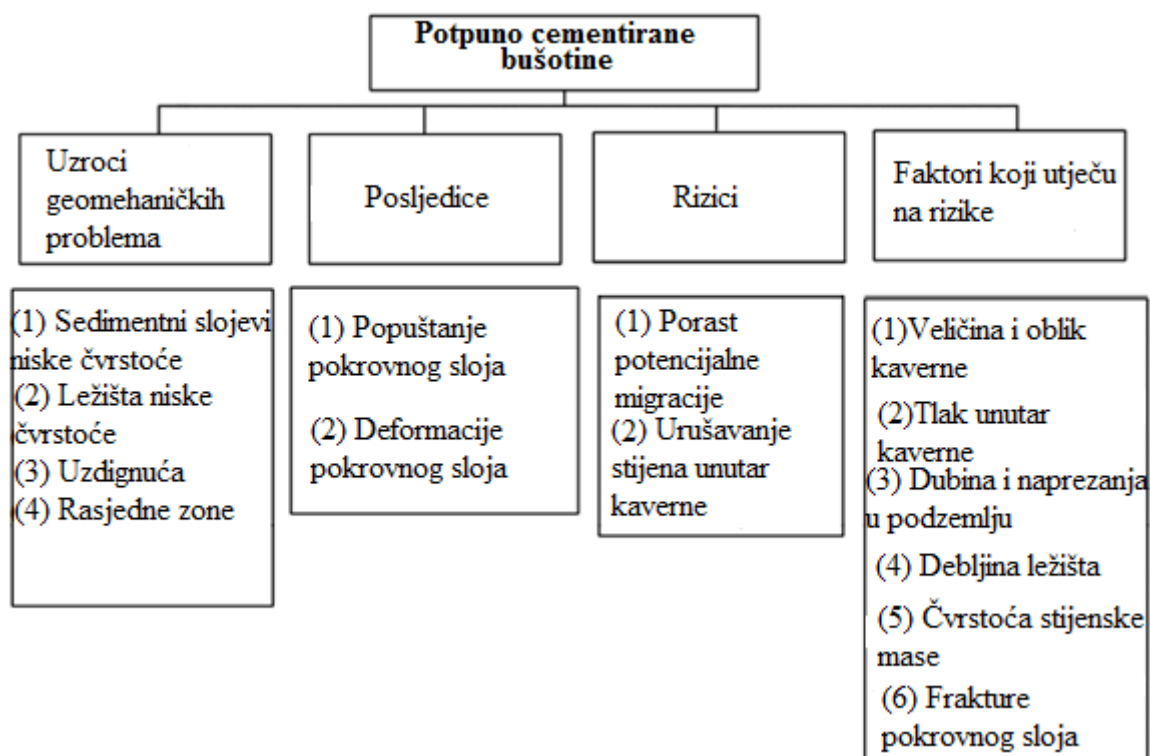 Potpuno cementirane
bušotine
Uzroci
geomehaničkih
problema
Posljedice
Rizici
Faktori koji utječu
na rizike
(1) Sedimentni slojevi
niske čvrstoće
(2) Ležišta niske
čvrstoće
(3) Uzdignuća
(4) Rasjedne zone
(1) Popuštanje
pokrovnog sloja
(2) Deformacije
pokrovnog sloja
(1) Porast
potencijalne
migracije
(2) Urušavanje
stijena unutar
kaverne
(1)Veličina i oblik
kaverne
(2)Tlak unutar
kaverne
(3) Dubina i naprezanja
u podzemlju
(4) Debljina ležišta
(5) Čvrstoća stijenske
mase
(6) Frakture
pokrovnog sloja